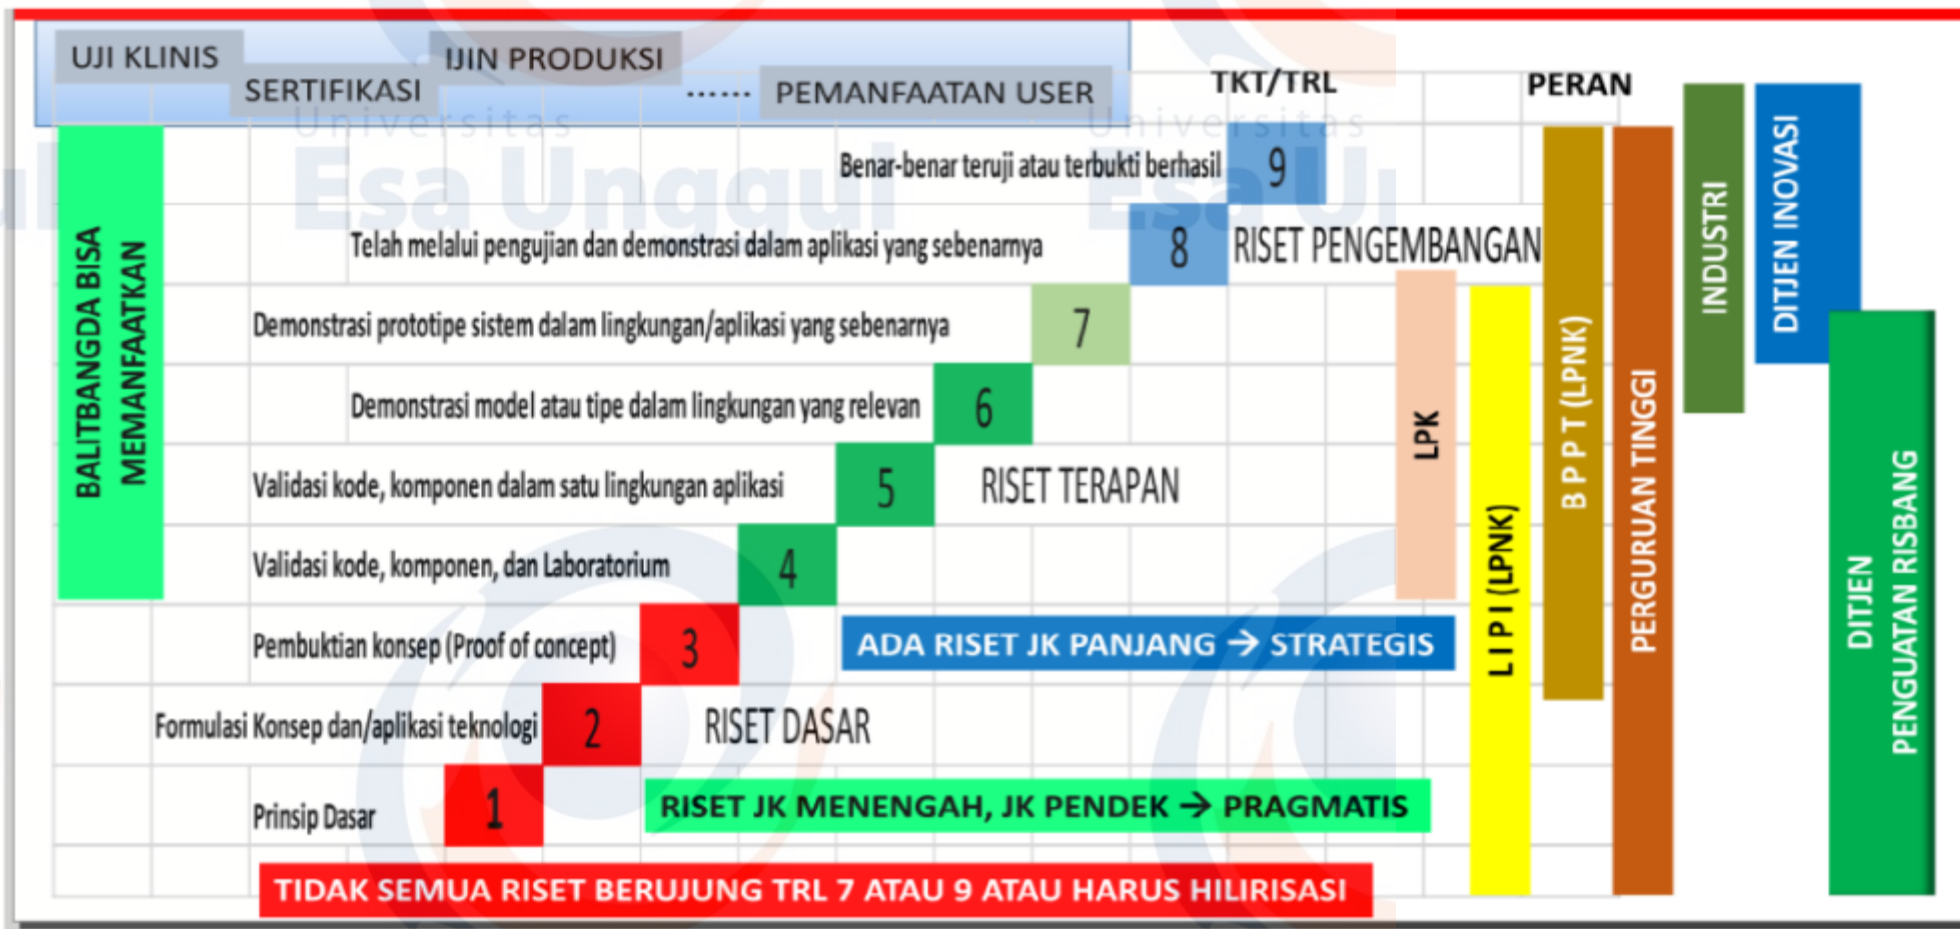 UJI KLINIS
SERTIFIKASI
IJIN PRODUKSI
...... PEMANFAATAN USER
TKT/TRL
PERAN
Universitas
Esa Unggul
Universitas
Esa U
BALITBANGDA BISA
MEMANFAATKAN
Benar-benar teruji atau terbukti berhasil 9
Telah melalui pengujian dan demonstrasi dalam aplikasi yang sebenarnya 8 RISET PENGEMBANGAN
Demonstrasi prototipe sistem dalam lingkungan/aplikasi yang sebenarnya 7
Demonstrasi model atau tipe dalam lingkungan yang relevan 6
Validasi kode, komponen dalam satu lingkungan aplikasi 5 RISET TERAPAN
Validasi kode, komponen, dan Laboratorium 4
Pembuktian konsep (Proof of concept) 3 ADA RISET JK PANJANG → STRATEGIS
Formulasi Konsep dan/aplikasi teknologi 2 RISET DASAR
Prinsip Dasar 1 RISET JK MENENGAH, JK PENDEK → PRAGMATIS
TIDAK SEMUA RISET BERUJUNG TRL 7 ATAU 9 ATAU HARUS HILIRISASI
LPK
L I P I (LPNK)
B P P T (LPNK)
PERGURUAN TINGGI
INDUSTRI
DITJEN INOVASI
DITJEN
PENGUATAN RISBANG